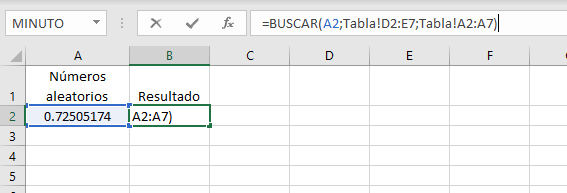 MINUTO
=BUSCAR(A2;Tabla!D2:E7;Tabla!A2:A7)
A B C D E F
1 Números aleatorios Resultado
2 0.72505174 A2:A7)
3
4
5